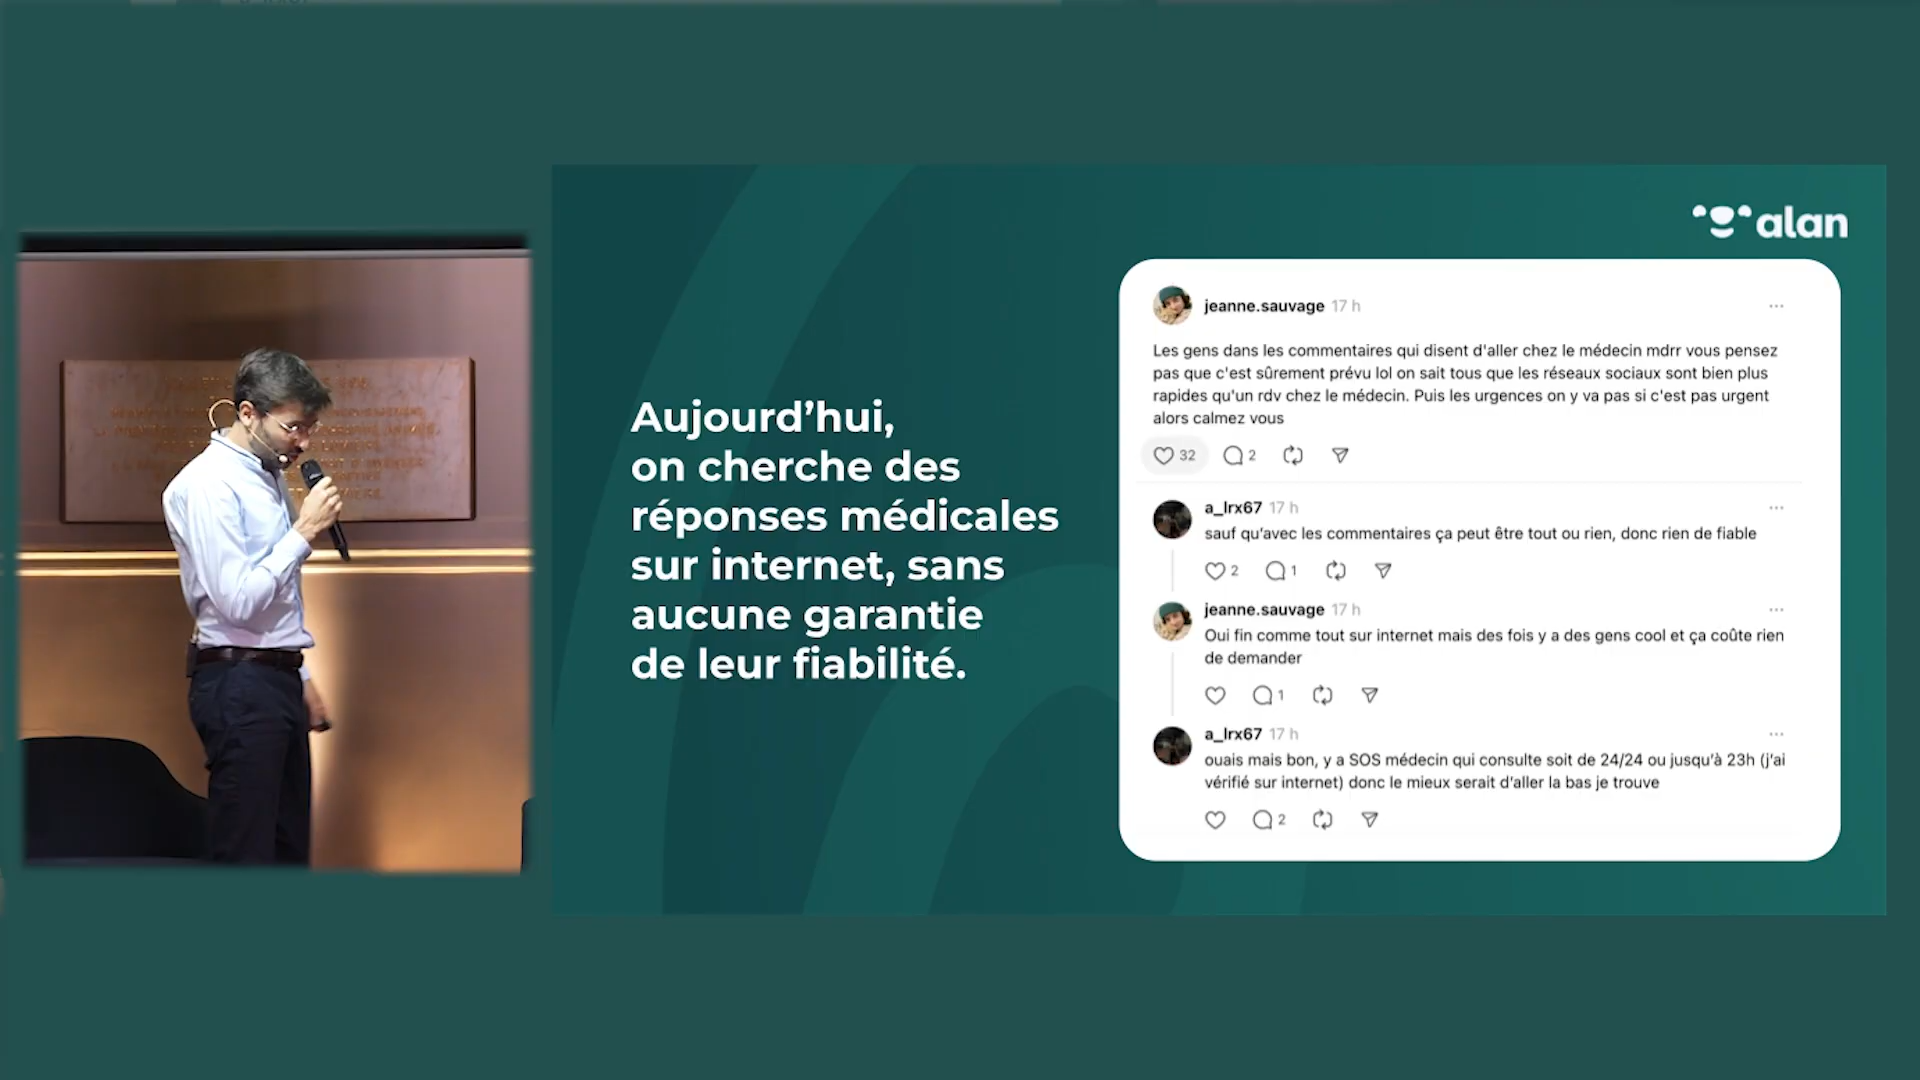 alan
Aujourd’hui,
on cherche des
réponses médicales
sur internet, sans
aucune garantie
de leur fiabilité.
jeanne.sauvage 17 h
Les gens dans les commentaires qui disent d'aller chez le médecin mdrr vous pensez
pas que c'est sûrement prévu lol on sait tous que les réseaux sociaux sont bien plus
rapides qu'un rdv chez le médecin. Puis les urgences on y va pas si c'est pas urgent
alors calmez vous
32 2
a_lrx67 17 h
sauf qu’avec les commentaires ça peut être tout ou rien, donc rien de fiable
2 1
jeanne.sauvage 17 h
Oui fin comme tout sur internet mais des fois y a des gens cool et ça coûte rien
de demander
1
a_lrx67 17 h
ouais mais bon, y a SOS médecin qui consulte soit de 24/24 ou jusqu’à 23h (j’ai
vérifié sur internet) donc le mieux serait d’aller la bas je trouve
2